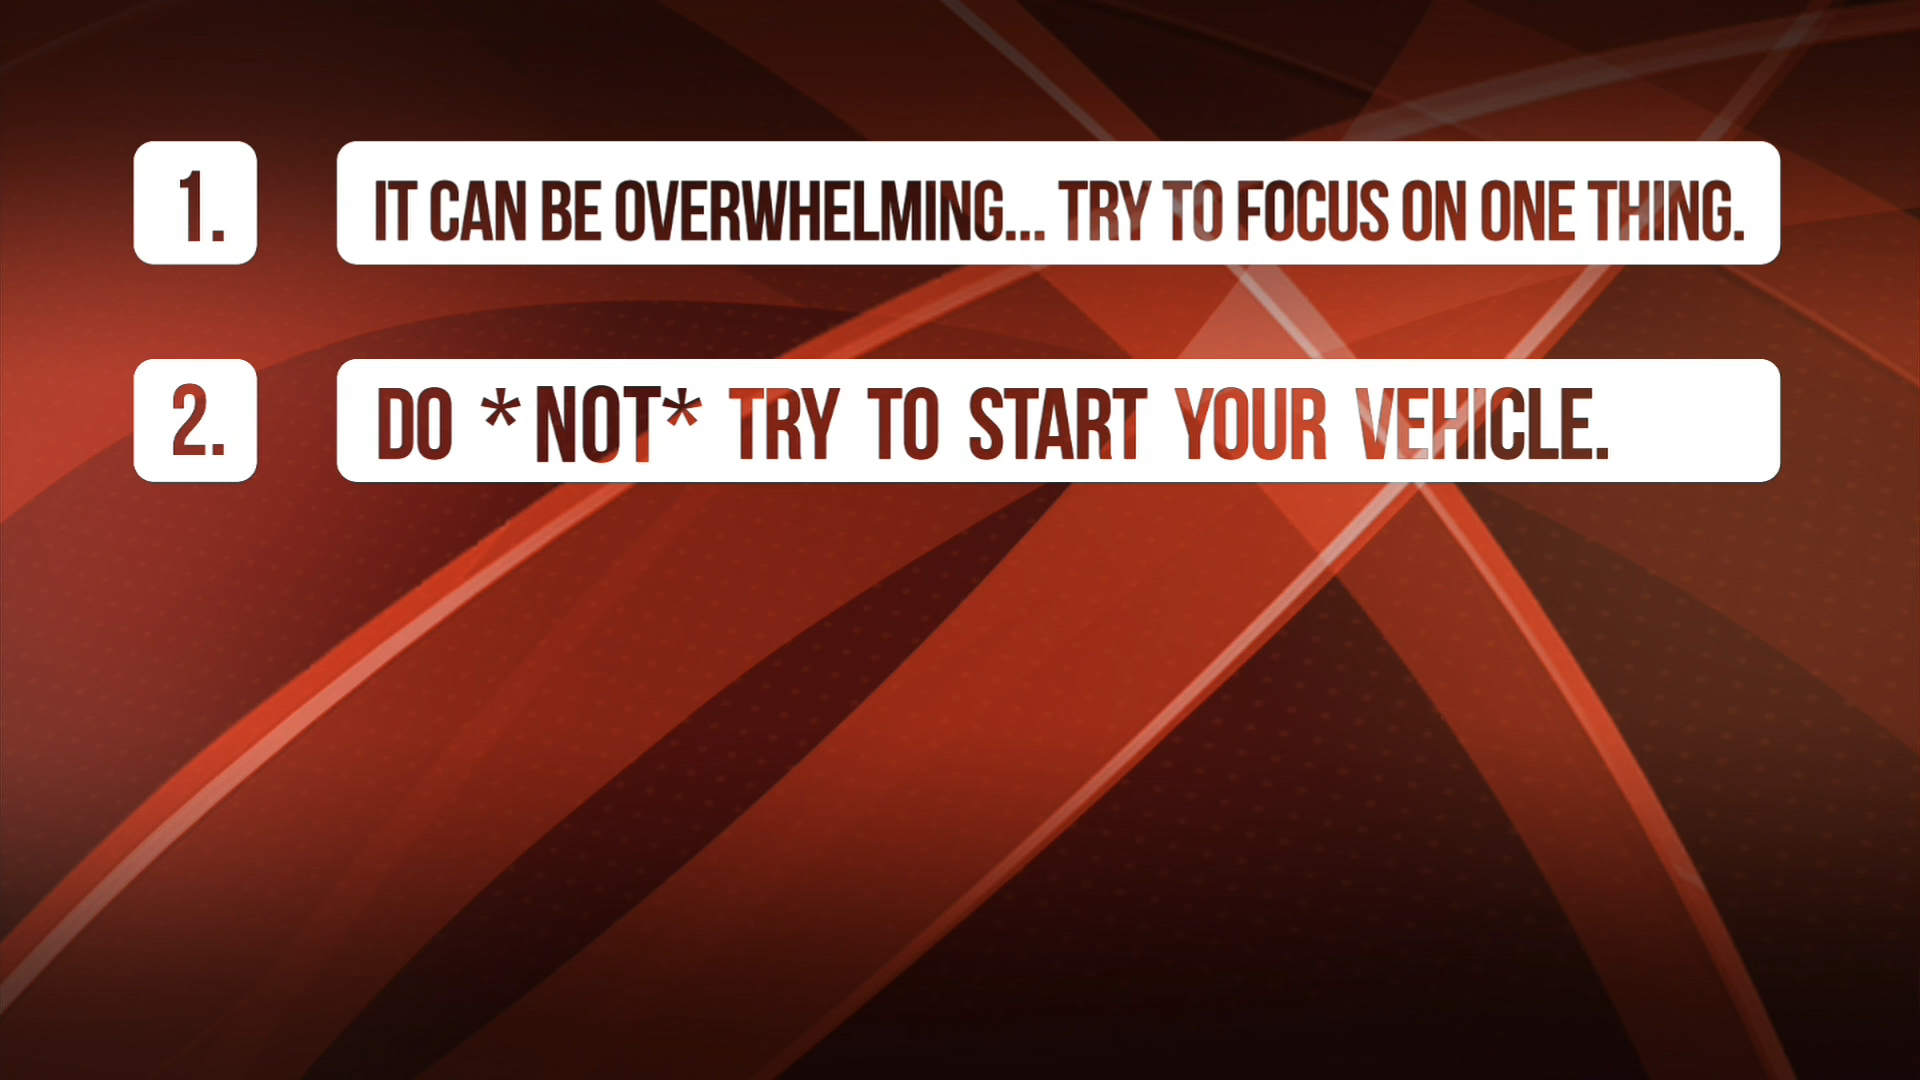 1. IT CAN BE OVERWHELMING... TRY TO FOCUS ON ONE THING.
2. DO *NOT* TRY TO START YOUR VEHICLE.